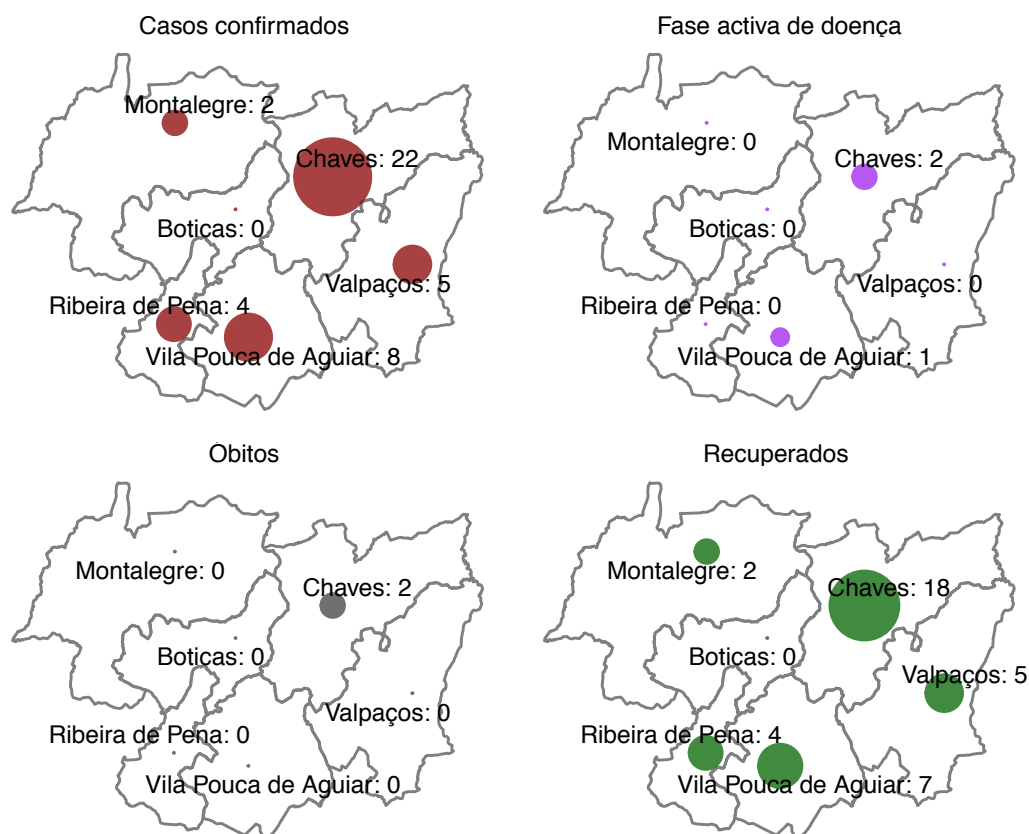 Casos confirmados
Montalegre: 2
Chaves: 22
Boticas: 0
Valpaços: 5
Ribeira de Pena: 4
Vila Pouca de Aguiar: 8
Fase activa de doença
Montalegre: 0
Chaves: 2
Boticas: 0
Valpaços: 0
Ribeira de Pena: 0
Vila Pouca de Aguiar: 1
Óbitos
Montalegre: 0
Chaves: 2
Boticas: 0
Valpaços: 0
Ribeira de Pena: 0
Vila Pouca de Aguiar: 0
Recuperados
Montalegre: 2
Chaves: 18
Boticas: 0
Valpaços: 5
Ribeira de Pena: 4
Vila Pouca de Aguiar: 7